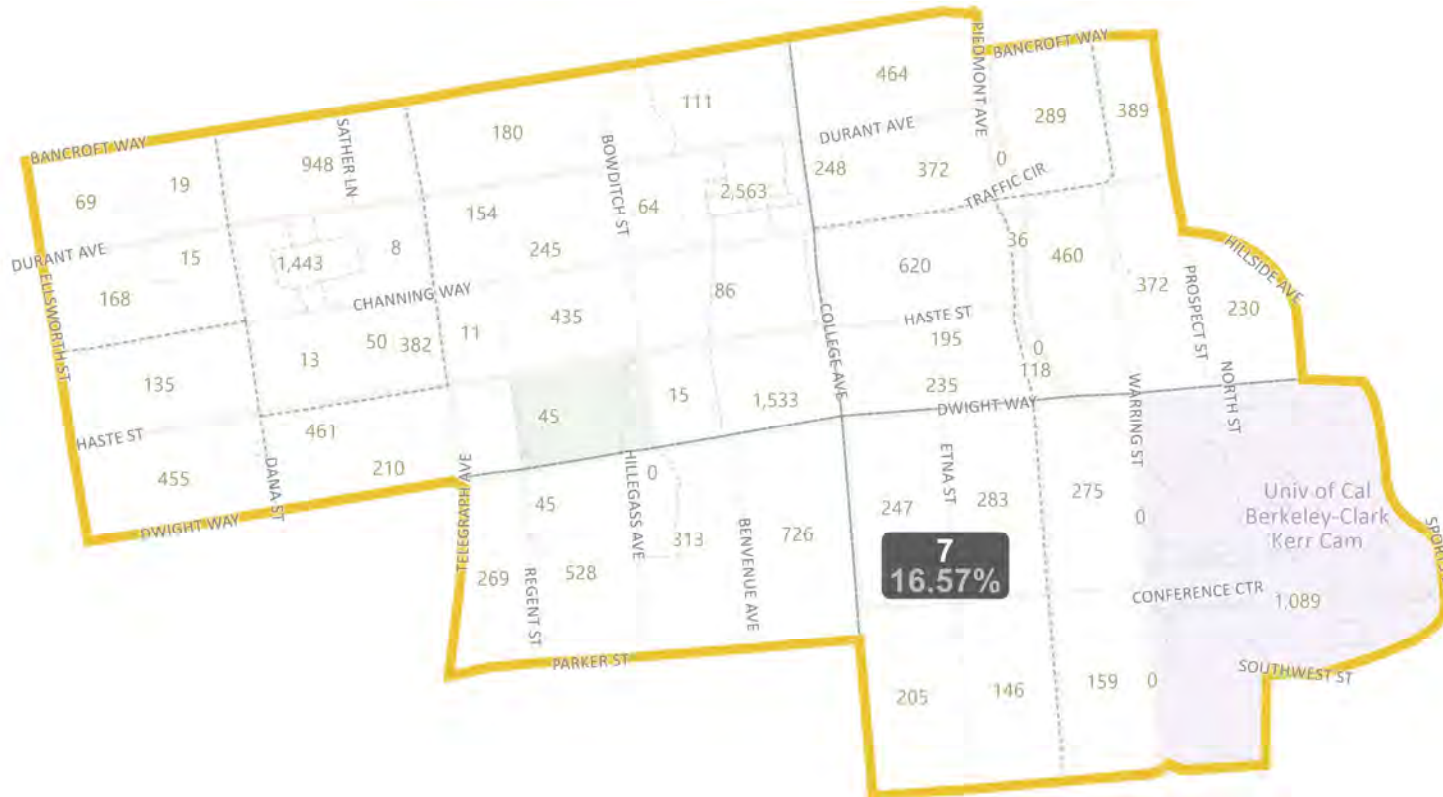 BANCROFT WAY
PIEDMONT AVE
BANCROFT WAY
464
111
389
289
SATHER LN
180
DURANT AVE
BOWDITCH ST
948
0
69
19
248
372
2,563
TRAFFIC CIR
64
154
DURANT AVE
15
1,443
8
245
36
460
620
HILLSIDE AVE
ELLSWORTH ST
168
CHANNING WAY
86
COLLEGE AVE
372
PROSPECT ST
230
435
HASTE ST
11
50
382
13
195
0
135
118
235
NORTH ST
WARRING ST
15
1,533
DWIGHT WAY
45
HASTE ST
461
455
DANA ST
210
TELEGRAPH AVE
HILLEGASS AVE
0
ETNA ST
247
283
275
0
Univ of Cal
Berkeley-Clark
Kerr Cam
DWIGHT WAY
45
313
BENVENUE AVE
726
7
16.57%
269
REGENT ST
528
CONFERENCE CTR
1,089
PARKER ST
SOUTHWEST ST
205
146
159
0